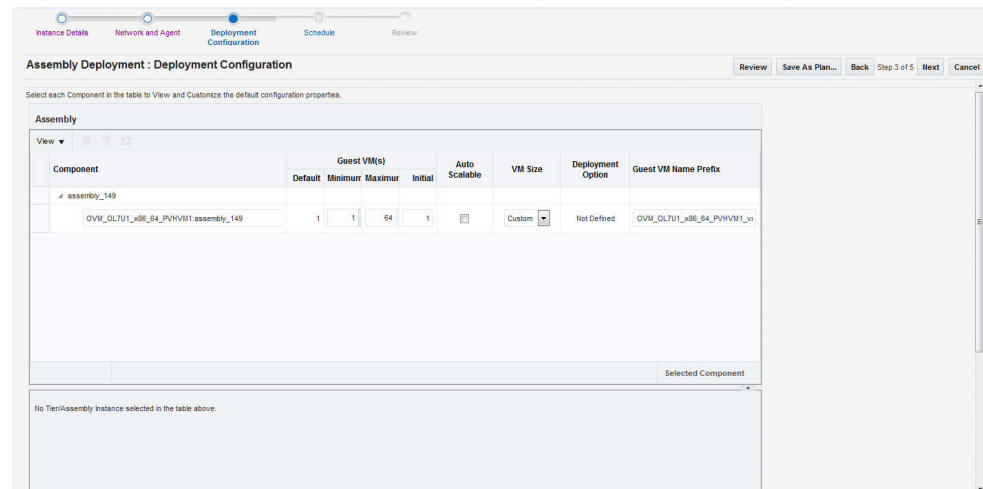 Instance Details Network and Agent Deployment Configuration Schedule Review
Assembly Deployment : Deployment Configuration
Review Save As Plan... Back Step 3 of 5 Next Cancel
Select each Component in the table to View and Customize the default configuration properties.
Assembly
View
Component Guest VM(s) Auto Scalable VM Size Deployment Option Guest VM Name Prefix
Default Minimum Maximur Initial
assembly_149
OVM_OL7U1_x86_64_PVHVM1:assembly_149 1 1 64 1 Custom Not Defined OVM_OL7U1_x86_64_PVHVM1_vi
Selected Component
No Tier/Assembly Instance selected in the table above.